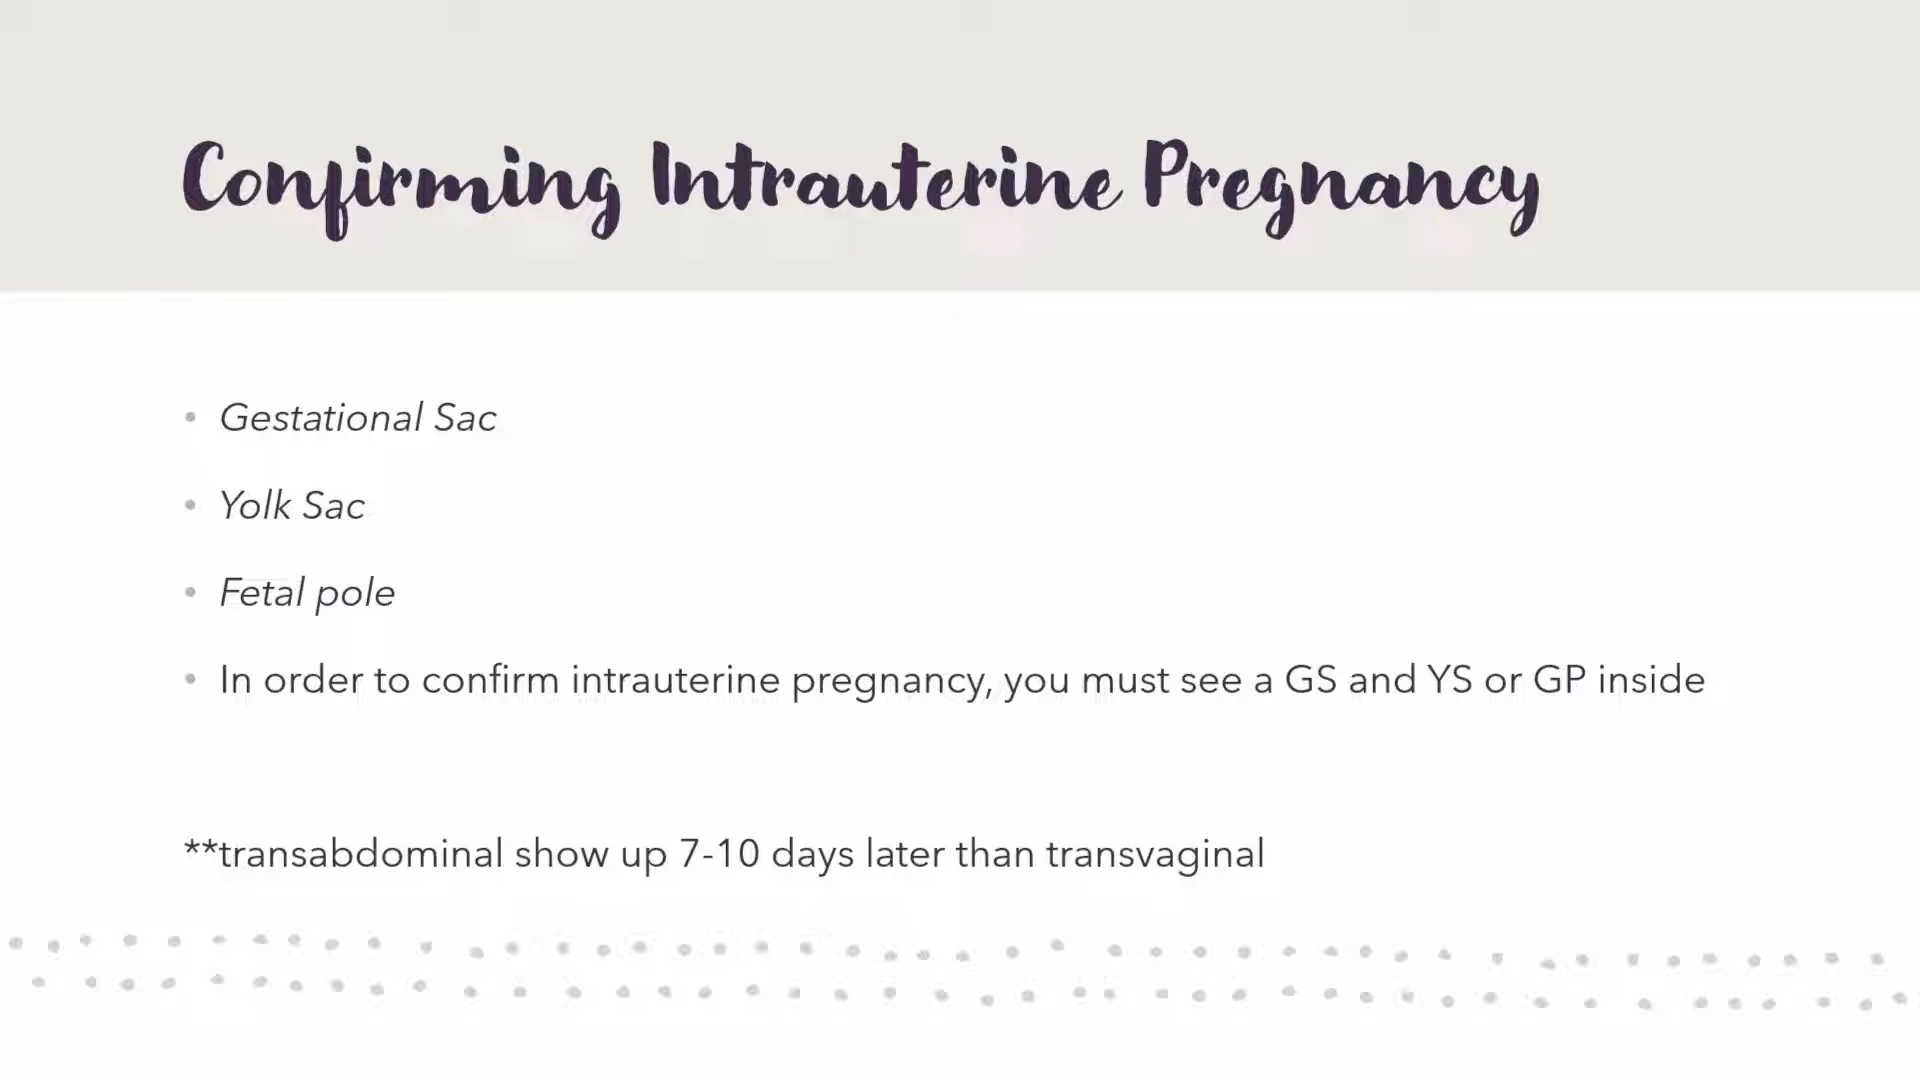 Confirming Intrauterine Pregnancy
• Gestational Sac
• Yolk Sac
• Fetal pole
• In order to confirm intrauterine pregnancy, you must see a GS and YS or GP inside
**transabdominal show up 7-10 days later than transvaginal